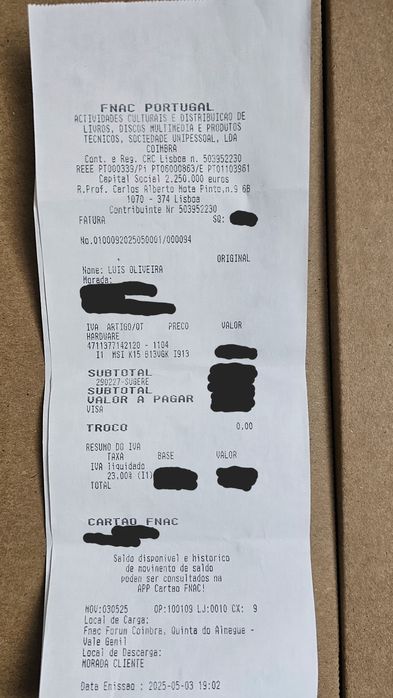 FNAC PORTUGAL
ACTIVIDADES CULTURAIS E DISTRIBUICAO DE
LIVROS, DISCOS MULTIMEDIA E PRODUTOS
TECNICOS, SOCIEDADE UNIPESSOAL, LDA
COIMBRA
Cont. e Reg. CRC Lisboa n. 503952230
REEE PT000339/Pi PT06000863/E PT01103961
Capital Social 2.250.000 euros
R.Prof. Carlos Alberto Mota Pinto,n.9 6B
1070 - 374 Lisboa
Contribuinte Nr 503952230
FATURA SQ:
No.0100092025050001/000094
ORIGINAL
Nome: LUIS OLIVEIRA
Morada:
IVA ARTIGO/QT PRECO VALOR
HARDWARE
4711377142120 - 1104
I1 MSI K15 B13VGK I913
SUBTOTAL
290227-SUGERE
SUBTOTAL
VALOR A PAGAR
VISA
TROCO 0,00
RESUMO DO IVA
TAXA BASE VALOR
IVA liquidado
23.00% (I1)
TOTAL
CARTAO FNAC
Saldo disponivel e historico
de movimento de saldo
podem ser consultados na
APP Cartao FNAC!
MOV:030525 OP:100109 LJ:0010 CX: 9
Local de Carga:
Fnac Forum Coimbra, Quinta do Almegue -
Vale Gemil
Local de Descarga:
MORADA CLIENTE
Data Emissao : 2025-05-03 19:02